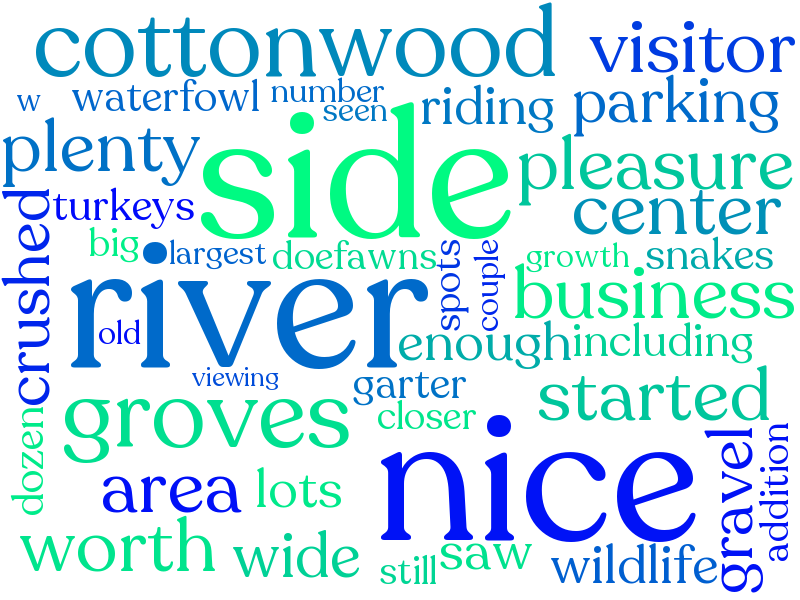 cottonwood
visitor
w
waterfowl
number
seen
riding
parking
plenty
side
pleasure
turkeys
center
crushed
big
largest
doefawns
spots
couple
growth
snakes
river
old
business
enough
including
viewing
garter
started
groves
closer
dozen
nice
area
lots
gravel
addition
worth
wide
still
saw
wildlife